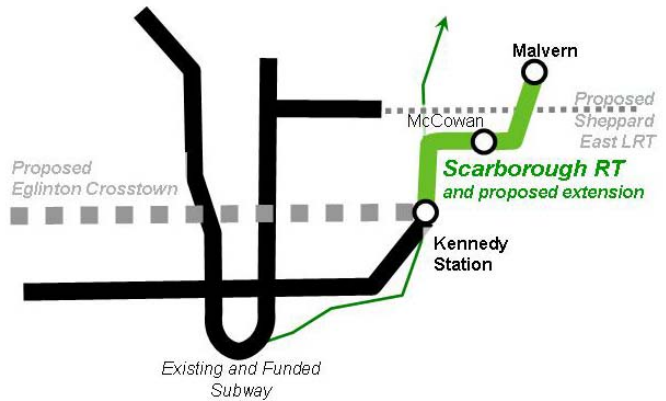 Malvern
Proposed
Sheppard
East LRT
McCowan
Scarborough RT
and proposed extension
Proposed
Eglinton Crosstown
Kennedy
Station
Existing and Funded
Subway